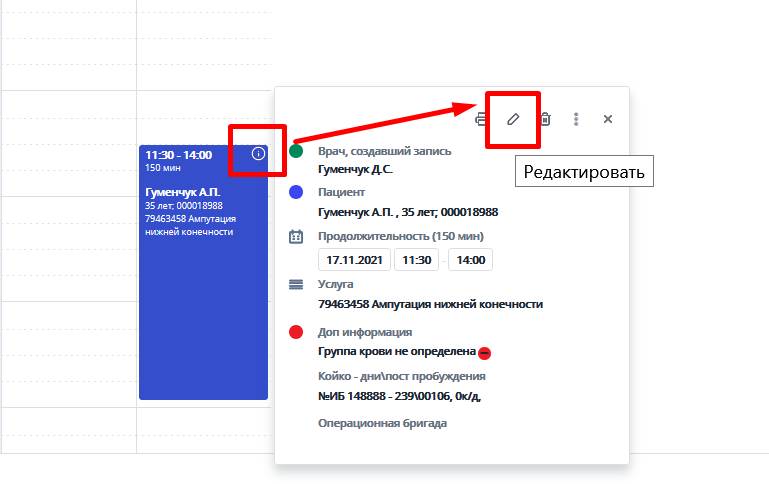 11:30 - 14:00
150 мин
Гуменчук А.П.
35 лет; 000018988
79463458 Ампутация
нижней конечности
Редактировать
Врач, создавший запись
Гуменчук Д.С.
Пациент
Гуменчук А.П. , 35 лет; 000018988
Продолжительность (150 мин)
17.11.2021 11:30 - 14:00
Услуга
79463458 Ампутация нижней конечности
Доп информация
Группа крови не определена
Койко - дни\пост пробуждения
№ИБ 148888 - 239\00106, 0к/д,
Операционная бригада